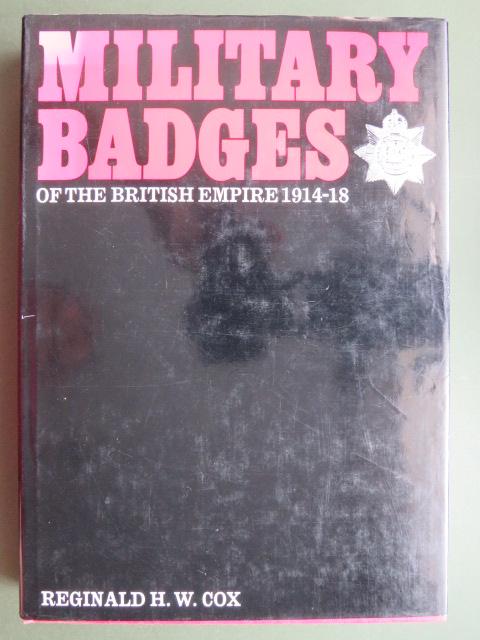 MILITARY
BADGES
OF THE BRITISH EMPIRE 1914-18
REGINALD H. W. COX